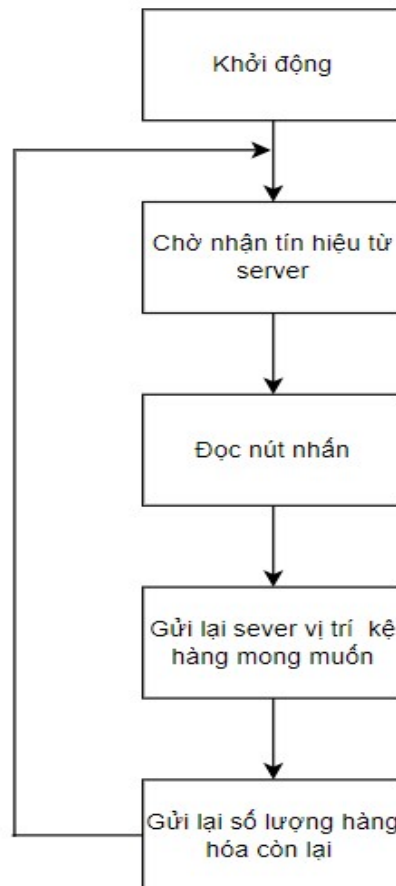 Khởi động
Chờ nhận tín hiệu từ
server
Đọc nút nhấn
Gửi lại sever vị trí kệ
hàng mong muốn
Gửi lại số lượng hàng
hóa còn lại